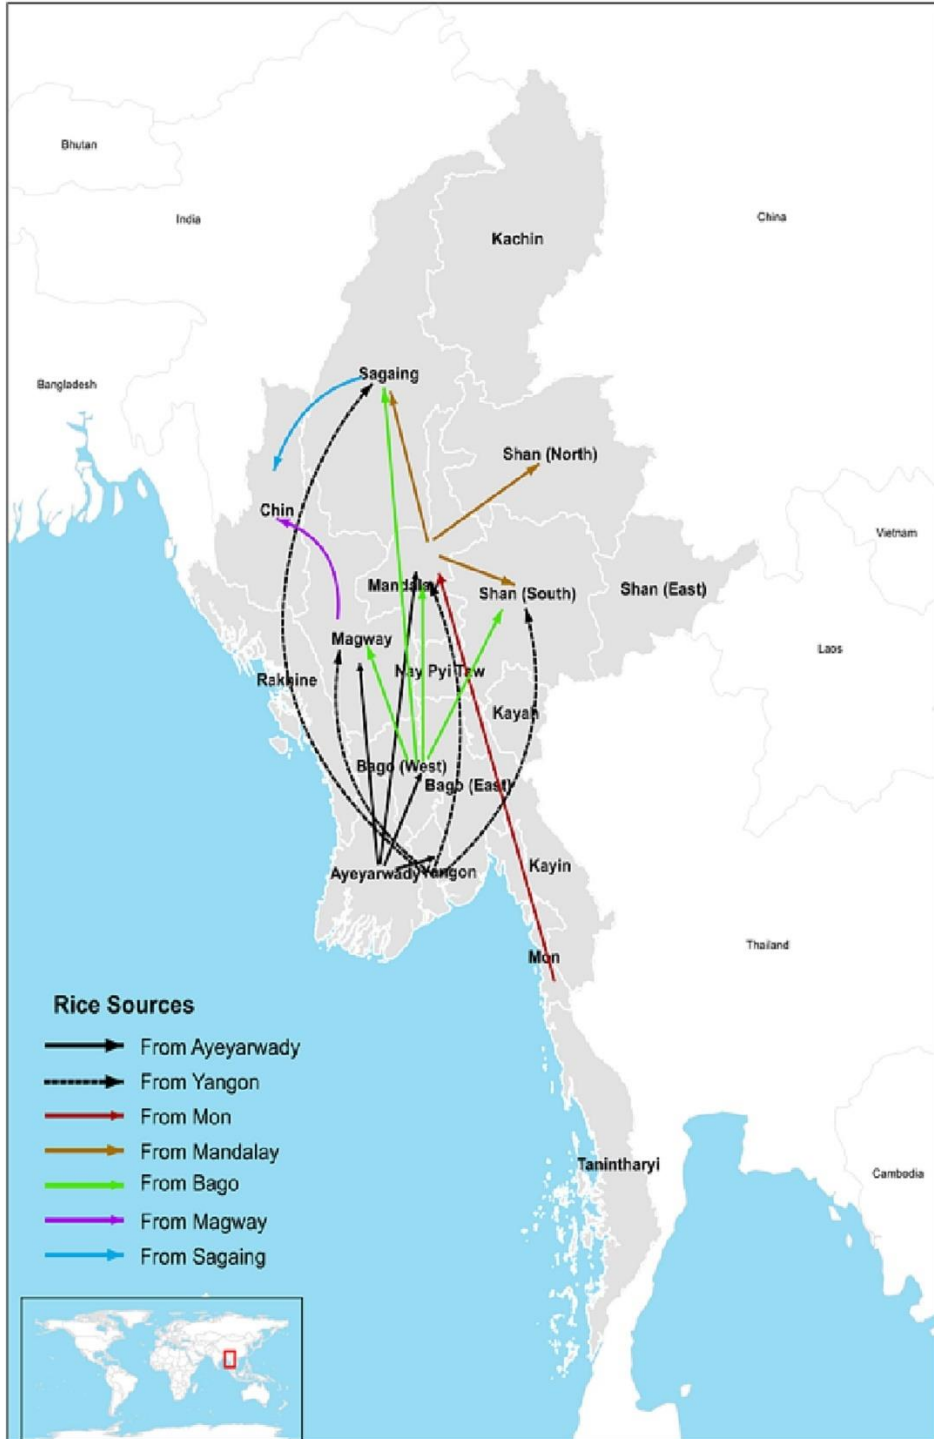 Bhutan
India
China
Kachin
Bangladesh
Sagaing
Shan (North)
Chin
Vietnam
Mandalay
Shan (South)
Shan (East)
Magway
Laos
Rakhine
Nay Pyi Taw
Kayah
Bago (West)
Bago (East)
Ayeyarwady
Yangon
Kayin
Thailand
Mon
Rice Sources
From Ayeyarwady
From Yangon
From Mon
From Mandalay
From Bago
From Magway
From Sagaing
Tanintharyi
Cambodia